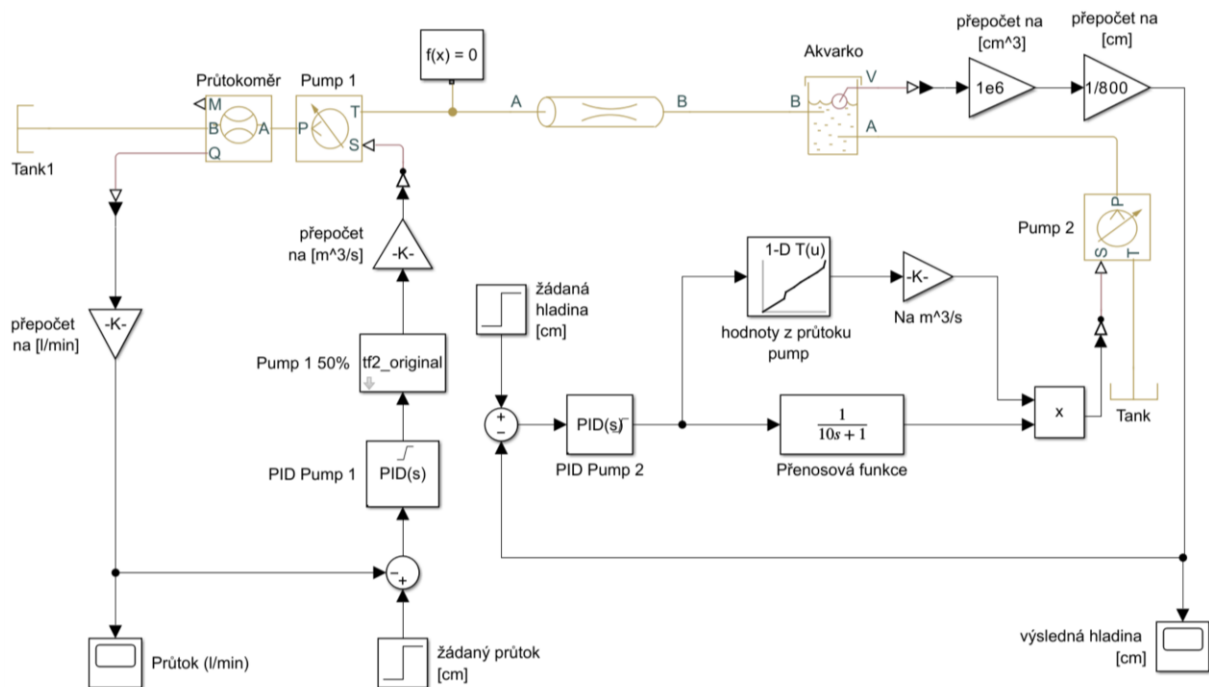 přepočet na
[cm^3]
přepočet na
[cm]
f(x) = 0
Akvarko
Průtokoměr
Pump 1
V
1e6
1/800
M
B
A
Q
P
T
S
A
B
B
A
Tank1
Pump 2
P
S
T
přepočet
na [m^3/s]
-K-
1-D T(u)
-K-
Na m^3/s
žádaná
hladina
[cm]
hodnoty z průtoku
pump
přepočet
na [l/min]
-K-
Pump 1 50%
tf2_original
x
Tank
+
−
PID(s)
1
10s + 1
PID Pump 2
Přenosová funkce
PID Pump 1
PID(s)
−
+
Průtok (l/min)
žádaný průtok
[cm]
výsledná hladina
[cm]